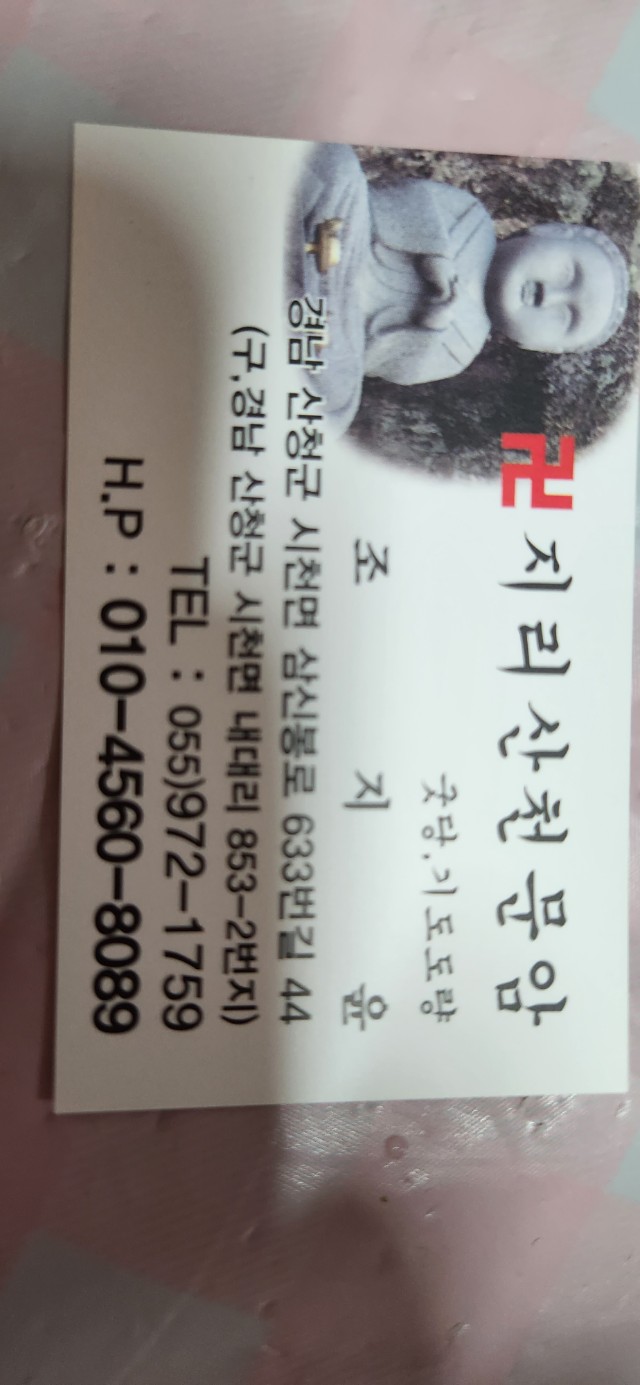 卍 지리산천문암
굿당.기도도량
조 지 윤
경남 산청군 시천면 삼신봉로 633번길 44
(구.경남 산청군 시천면 내대리 853-2번지)
TEL : 055)972-1759
H.P : 010-4560-8089